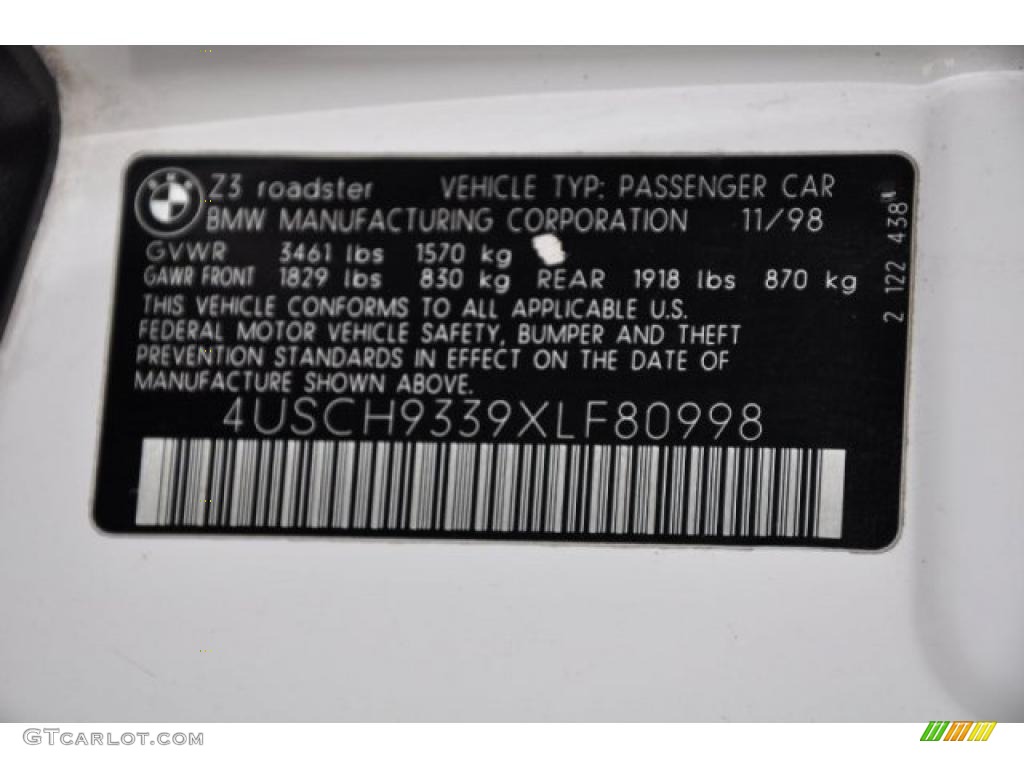 Z3 roadster VEHICLE TYP: PASSENGER CAR
BMW MANUFACTURING CORPORATION 11/98
GVWR 3461 lbs 1570 kg
GAWR FRONT 1829 lbs 830 kg REAR 1918 lbs 870 kg
THIS VEHICLE CONFORMS TO ALL APPLICABLE U.S.
FEDERAL MOTOR VEHICLE SAFETY, BUMPER AND THEFT
PREVENTION STANDARDS IN EFFECT ON THE DATE OF
MANUFACTURE SHOWN ABOVE.
4USCH9339XLF80998
2 122 438
GTCARLOT.COM